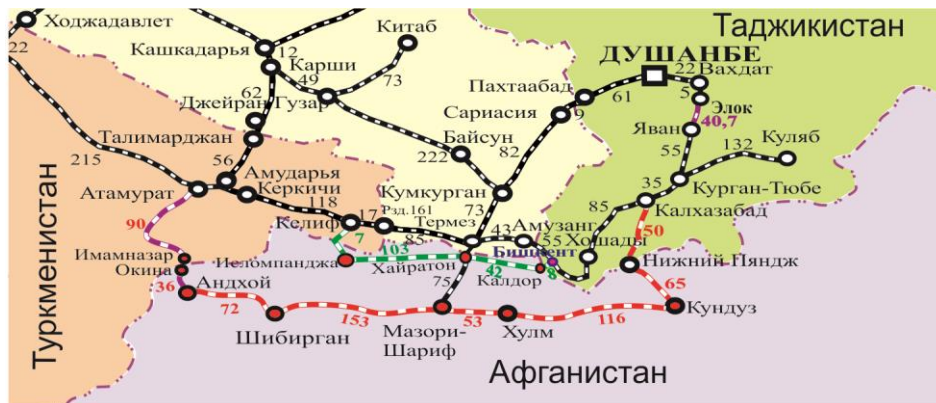 Ходжадавлет
22
Кашкадарья
12
Китаб
Карши
49
73
62
Джейран
Гузар
Талимарджан
215
56
Амударья
Атамурат
Керкичи
118
Байсун
222
Кумкурган
73
82
Сариасия
9
Пахтаабад
61
ДУШАНБЕ
Таджикистан
22
Вахдат
5
Элок
40,7
Яван
55
Куляб
132
Курган-Тюбе
35
Калхазабад
85
Келиф
17
Рзд.161
85
Термез
43
Амузанг
55
Хошады
Бишкент
8
7
103
Исломпанджа
Хайратон
42
Калдор
150
Нижний Пяндж
65
Кундуз
90
Имамназар
Окина
36
Андхой
72
Шибирган
153
75
Мазори-
Шариф
53
Хулм
116
Туркменистан
Афганистан